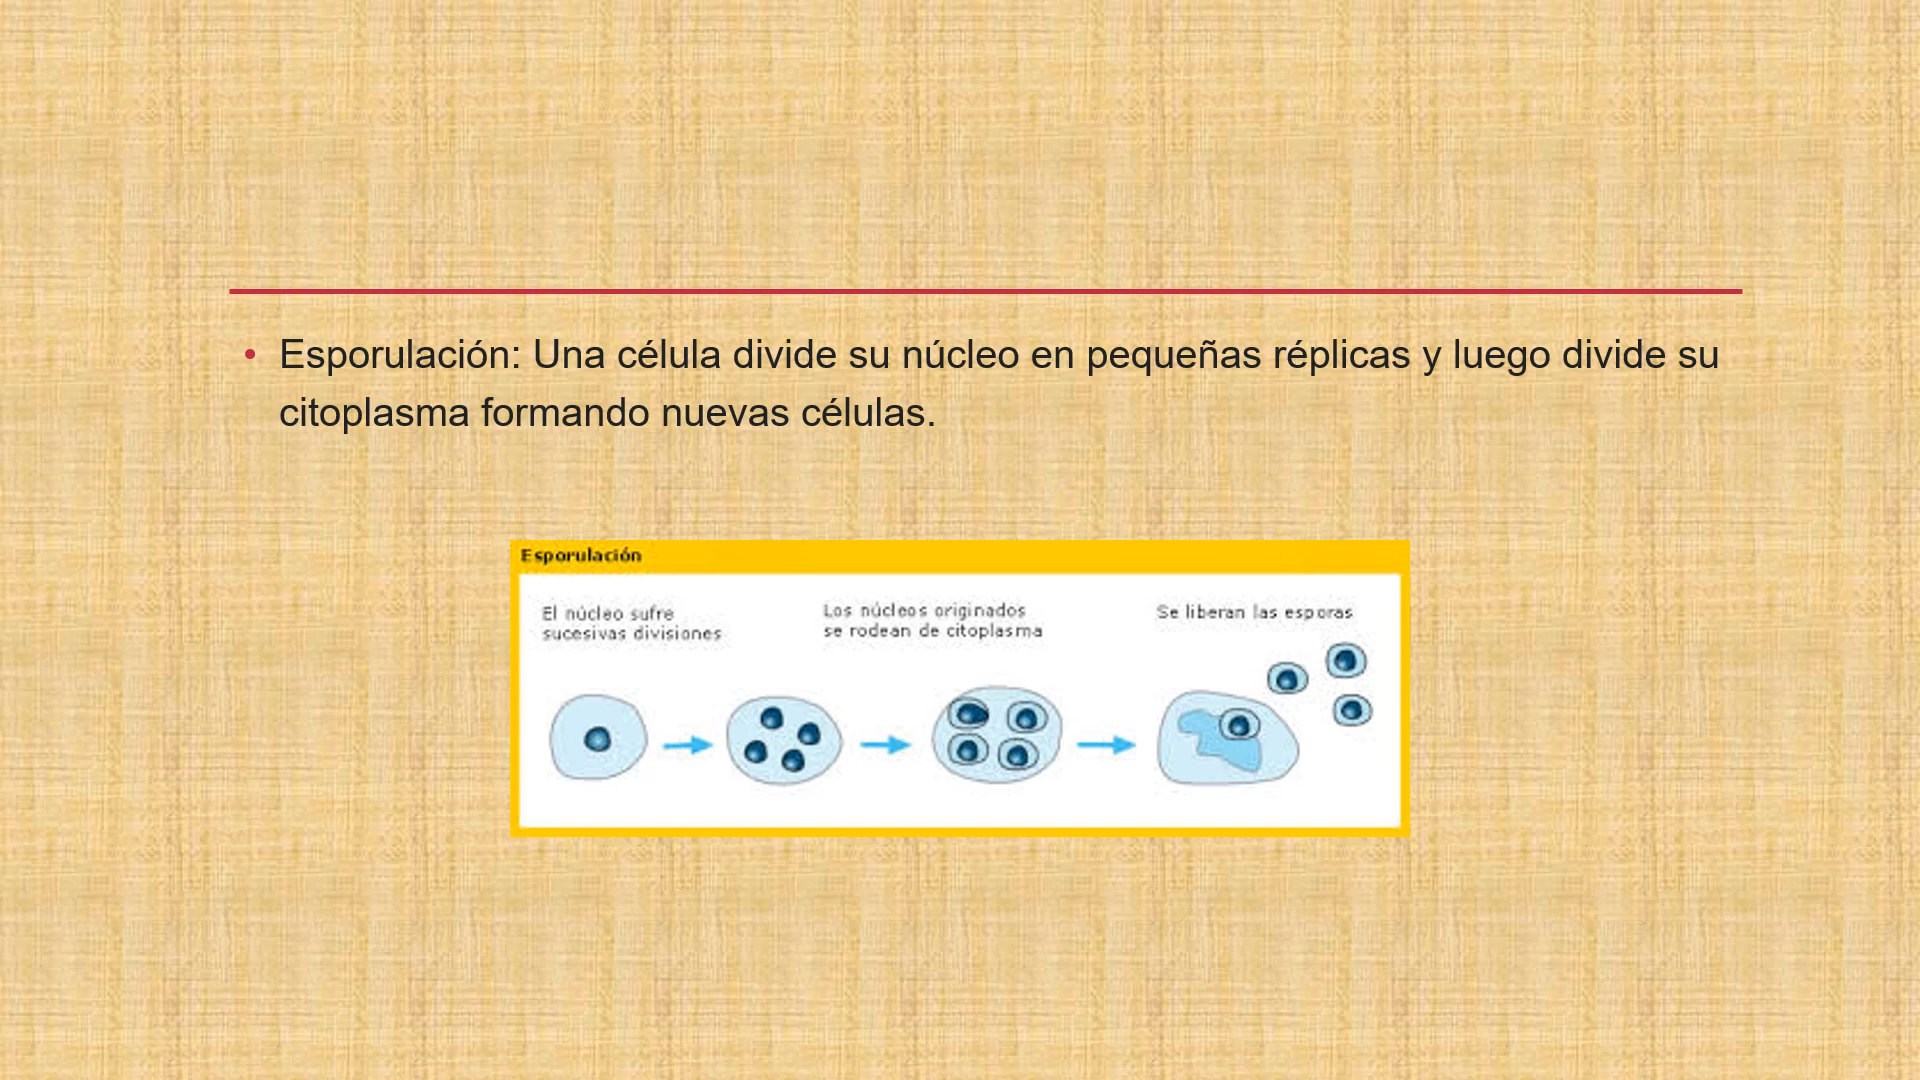 • Esporulación: Una célula divide su núcleo en pequeñas réplicas y luego divide su
citoplasma formando nuevas células.
Esporulación
El núcleo sufre
sucesivas divisiones
Los núcleos originados
se rodean de citoplasma
Se liberan las esporas